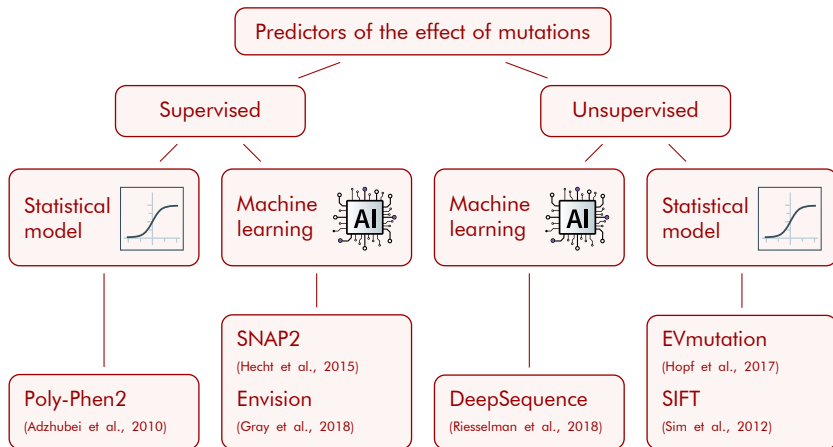 Predictors of the effect of mutations
Supervised
Unsupervised
Statistical
model
Machine
learning
AI
Machine
learning
AI
Statistical
model
Poly-Phen2
(Adzhubei et al., 2010)
SNAP2
(Hecht et al., 2015)
Envision
(Gray et al., 2018)
DeepSequence
(Riesselman et al., 2018)
EVmutation
(Hopf et al., 2017)
SIFT
(Sim et al., 2012)